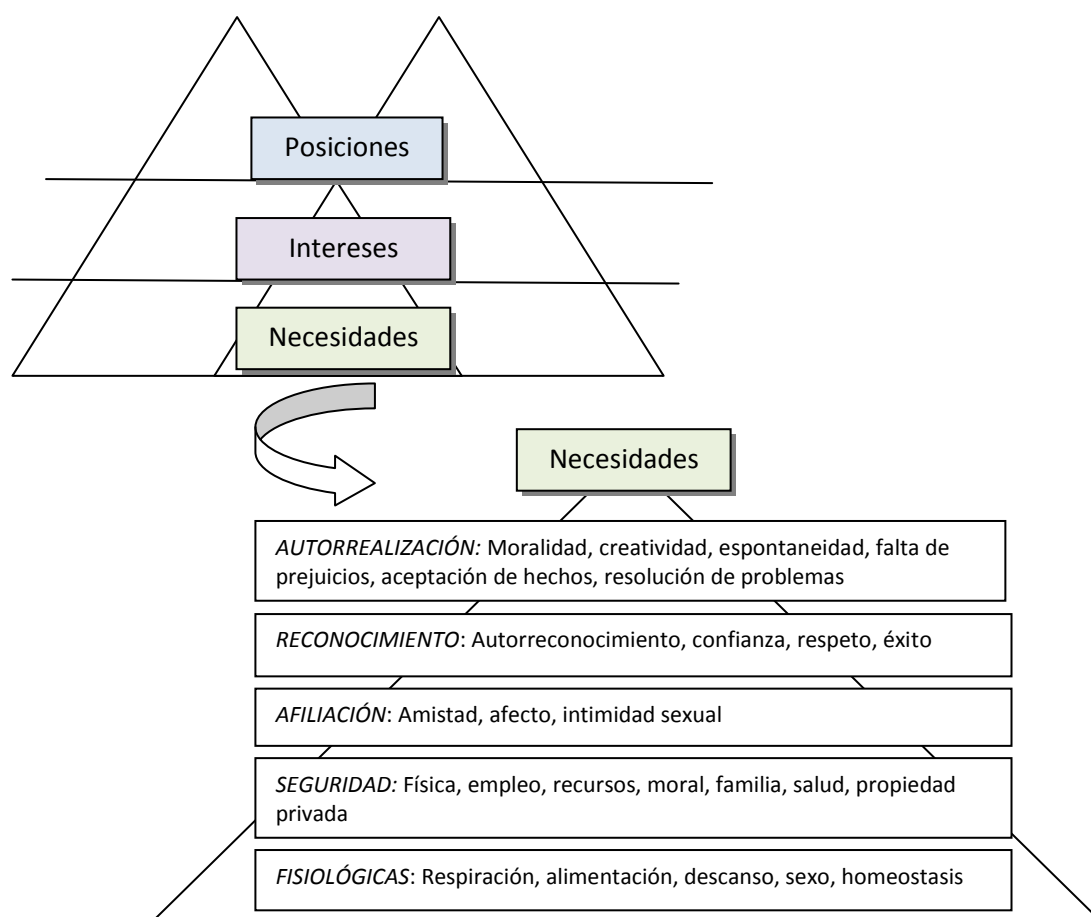 Posiciones
Intereses
Necesidades
Necesidades
AUTORREALIZACIÓN: Moralidad, creatividad, espontaneidad, falta de
prejuicios, aceptación de hechos, resolución de problemas
RECONOCIMIENTO: Autorreconocimiento, confianza, respeto, éxito
AFILIACIÓN: Amistad, afecto, intimidad sexual
SEGURIDAD: Física, empleo, recursos, moral, familia, salud, propiedad
privada
FISIOLÓGICAS: Respiración, alimentación, descanso, sexo, homeostasis